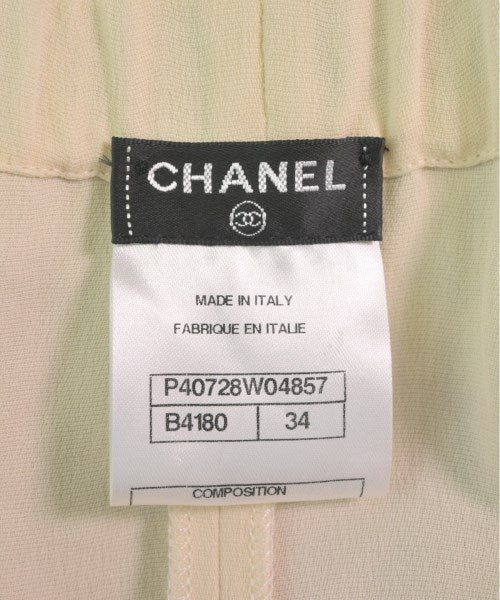 CHANEL
MADE IN ITALY
FABRIQUE EN ITALIE
P40728W04857
B4180 34
COMPOSITION